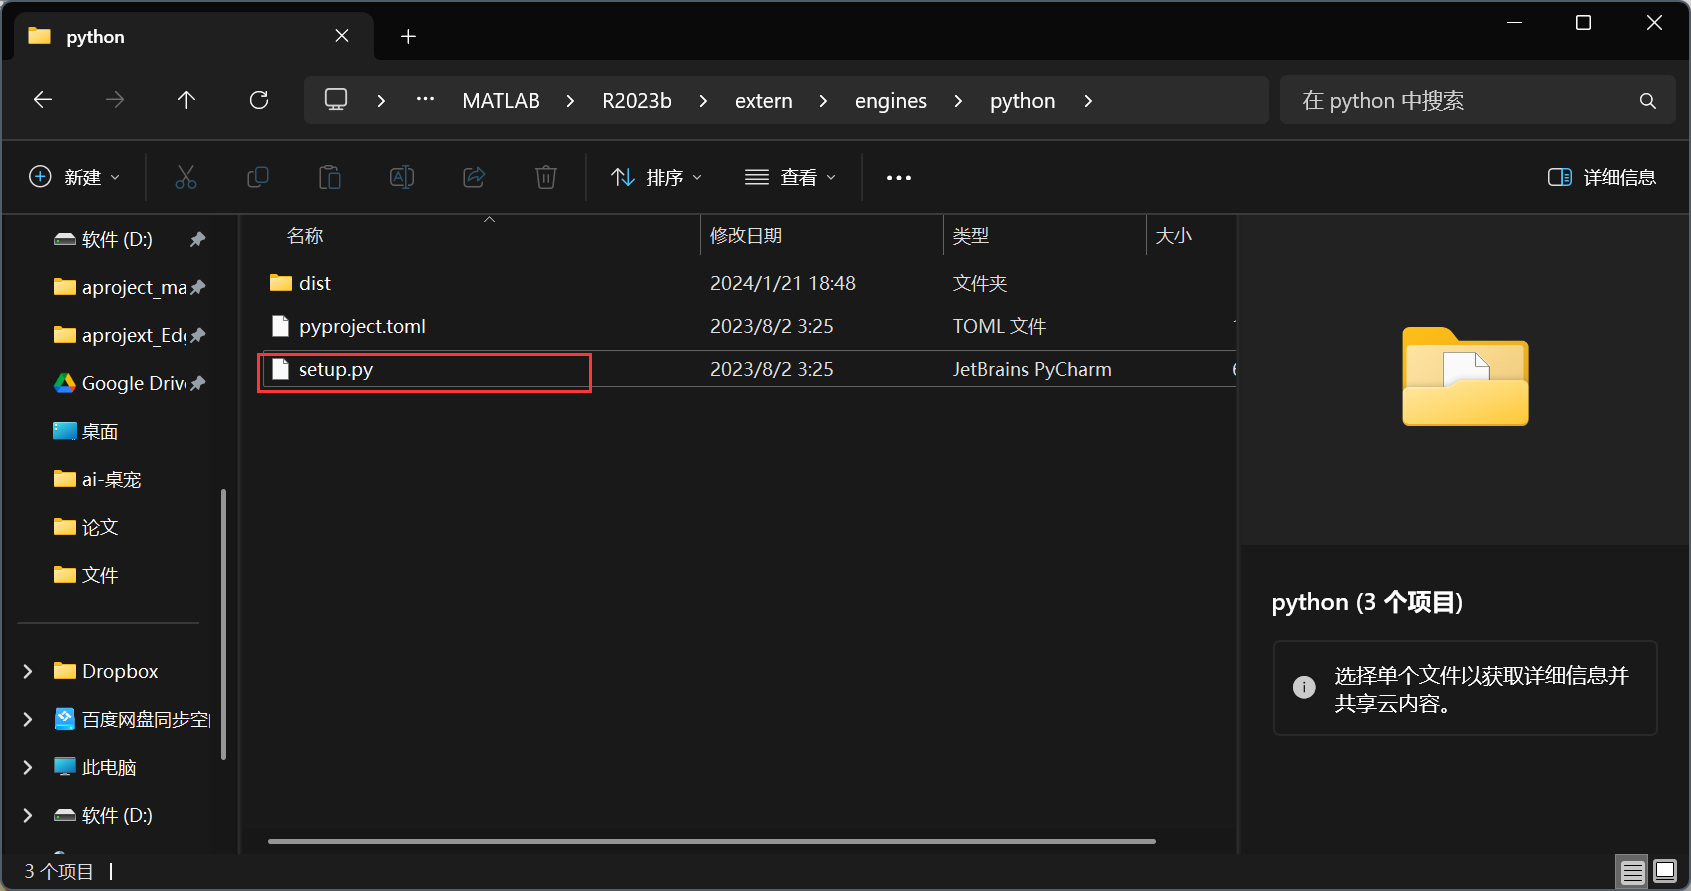 python
MATLAB R2023b extern engines python
在 python 中搜索
新建 排序 查看 详细信息
软件 (D:)
aproject_ma
aprojext_Ed
Google Driv
桌面
ai-桌宠
论文
文件
Dropbox
百度网盘同步空
此电脑
软件 (D:)
名称 修改日期 类型 大小
dist 2024/1/21 18:48 文件夹
pyproject.toml 2023/8/2 3:25 TOML 文件
setup.py 2023/8/2 3:25 JetBrains PyCharm
python (3 个项目)
选择单个文件以获取详细信息并
共享云内容。
3 个项目